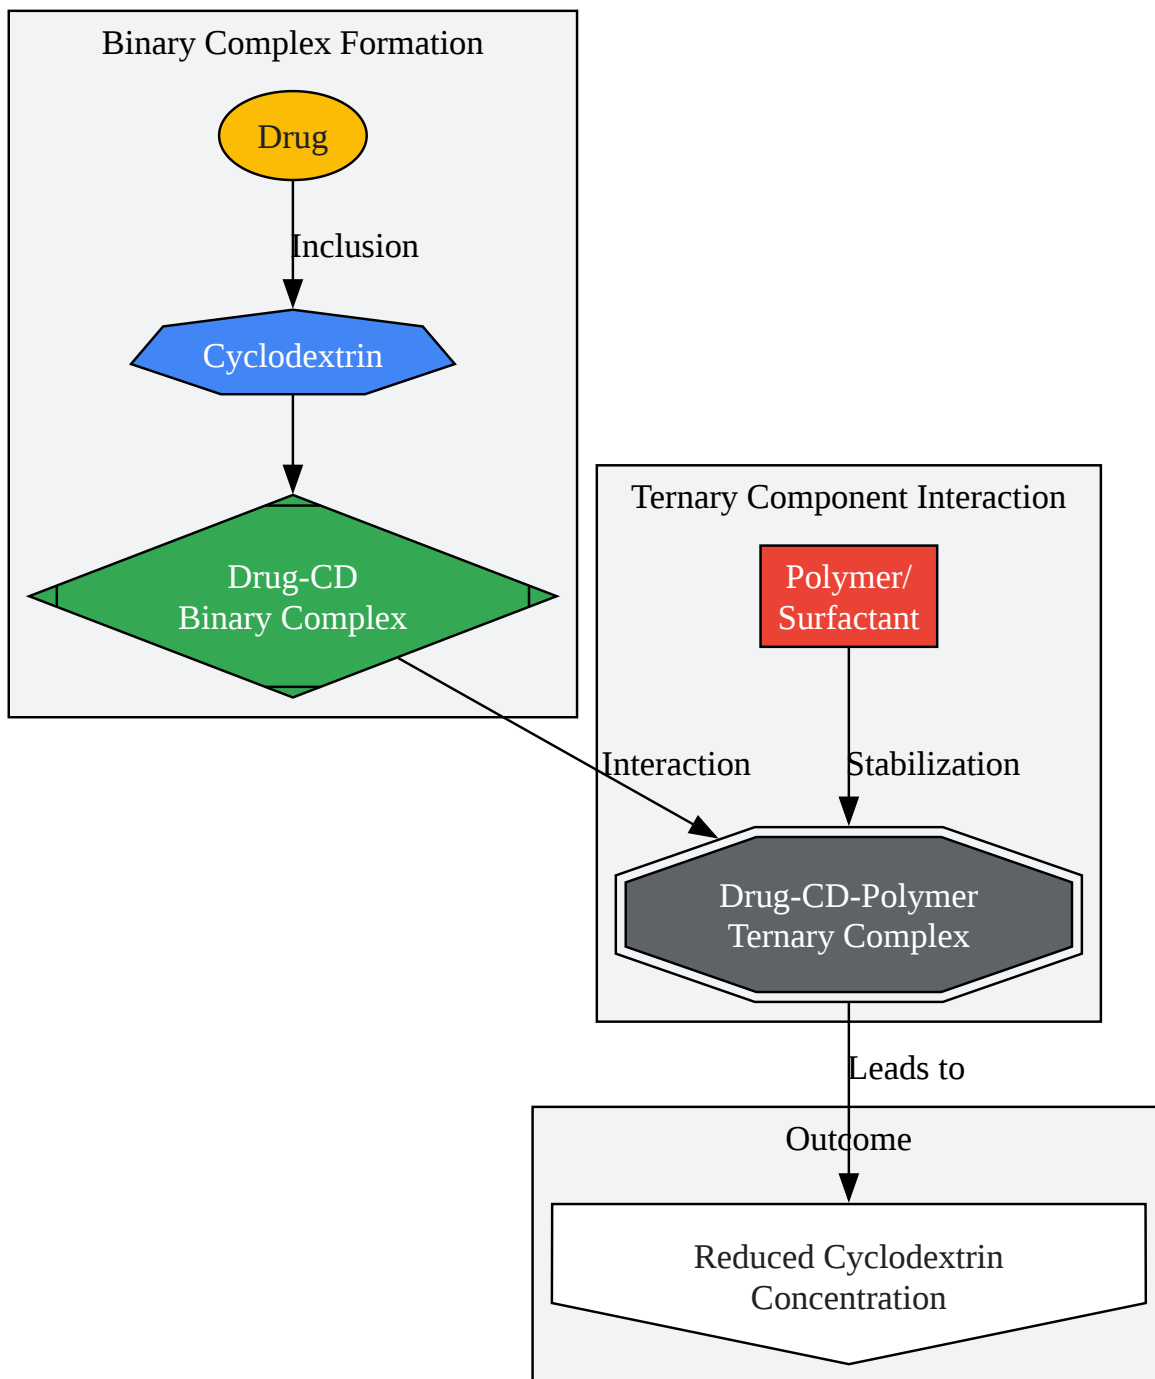 Binary Complex Formation
Drug
Inclusion
Cyclodextrin
Drug-CD
Binary Complex
Ternary Component Interaction
Polymer/
Surfactant
Interaction
Stabilization
Drug-CD-Polymer
Ternary Complex
Leads to
Outcome
Reduced Cyclodextrin
Concentration